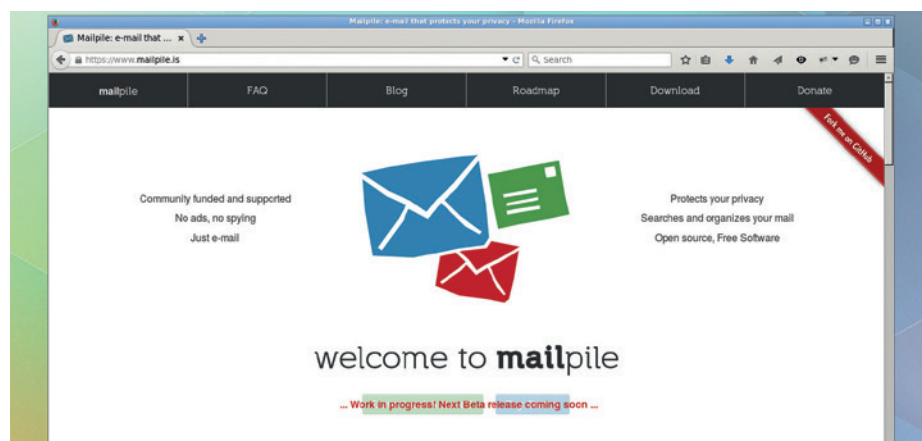 Mailpile: e-mail that protects your privacy - Mozilla Firefox
Mailpile: e-mail that ...
https://www.mailpile.is
Search
mailpile FAQ Blog Roadmap Download Donate
Fork me on GitHub
Community funded and supported
No ads, no spying
Just e-mail
Protects your privacy
Searches and organizes your mail
Open source, Free Software
welcome to mailpile
... Work in progress! Next Beta release coming soon ...